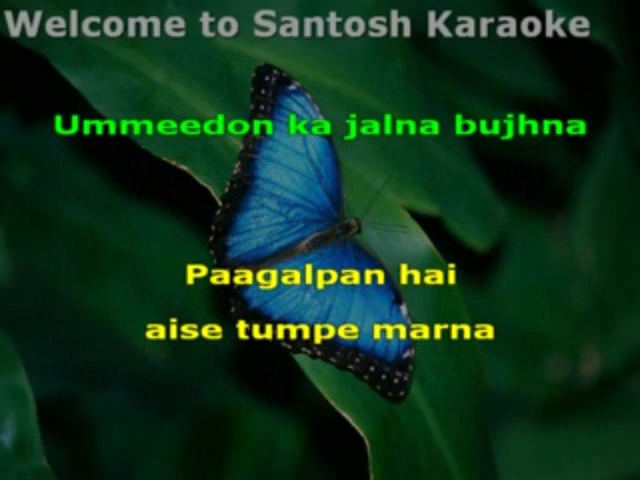 Welcome to Santosh Karaoke
Ummeedon ka jalna bujhna
Paagalpan hai
aise tumpe marna